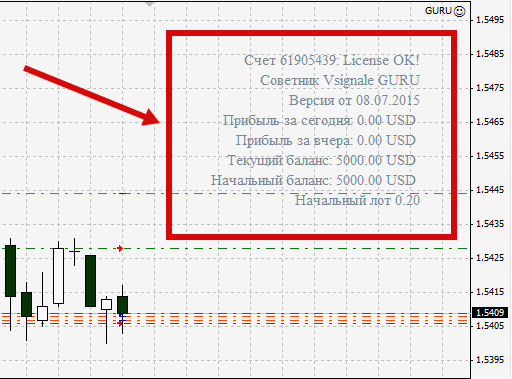 GURU
1.5495
Счет 61905439: License OK!
1.5485
Советник Vsignale GURU
Версия от 08.07.2015
1.5475
Прибыль за сегодня: 0.00 USD
1.5465
Прибыль за вчера: 0.00 USD
Текущий баланс: 5000.00 USD
1.5455
Начальный баланс: 5000.00 USD
1.5445
Начальный лот 0.20
1.5435
1.5425
1.5415
1.5409
1.5405
1.5395